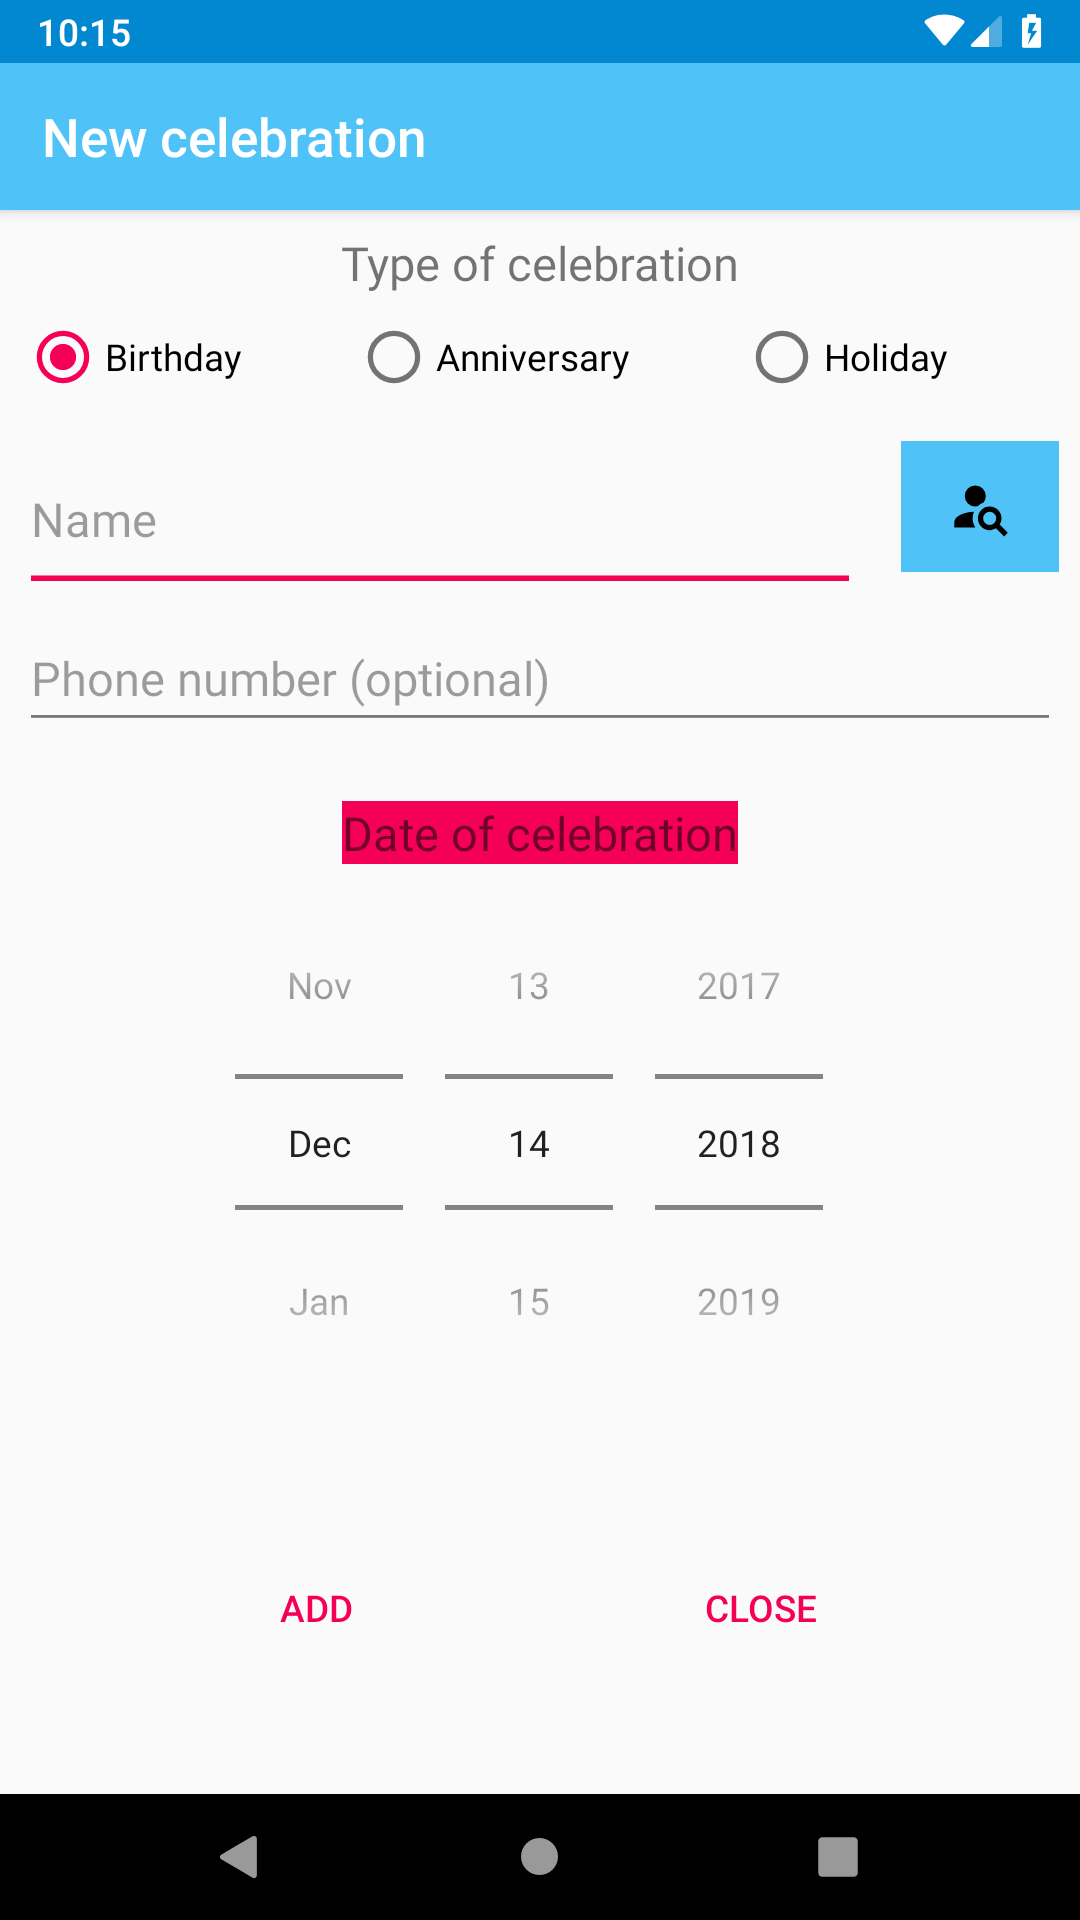 10:15
New celebration
Type of celebration
Birthday Anniversary Holiday
Name
Phone number (optional)
Date of celebration
Nov 13 2017
Dec 14 2018
Jan 15 2019
ADD CLOSE